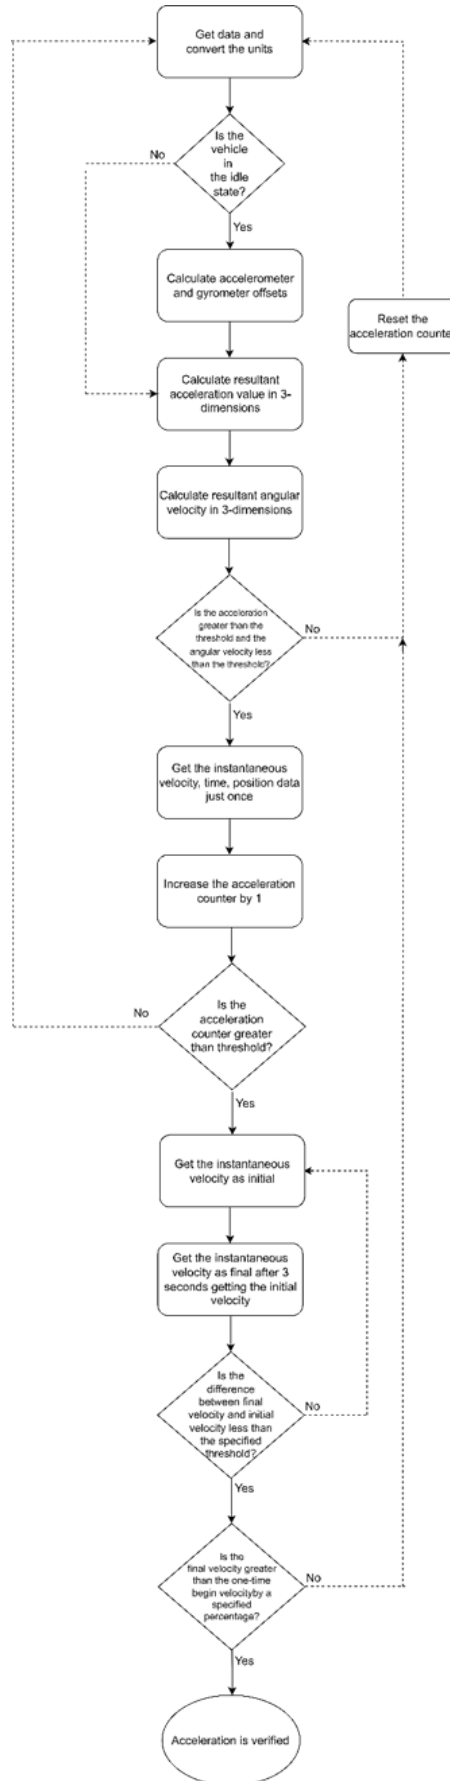 Get data and
convert the units
Is the
vehicle
in
the idle
state?
No
Yes
Calculate accelerometer
and gyrometer offsets
Reset the
acceleration counte
Calculate resultant
acceleration value in 3-
dimensions
Calculate resultant angular
velocity in 3-dimensions
Is the acceleration
greater than the
threshold and the
angular velocity less
than the threshold?
No
Yes
Get the instantaneous
velocity, time, position data
just once
Increase the acceleration
counter by 1
Is the
acceleration
counter greater
than threshold?
No
Yes
Get the instantaneous
velocity as initial
Get the instantaneous
velocity as final after 3
seconds getting the initial
velocity
Is the
difference
between final
velocity and initial
velocity less than
the specified
threshold?
No
Yes
Is the
final velocity greater
than the one-time
begin velocityby a
specified
percentage?
No
Yes
Acceleration is verified